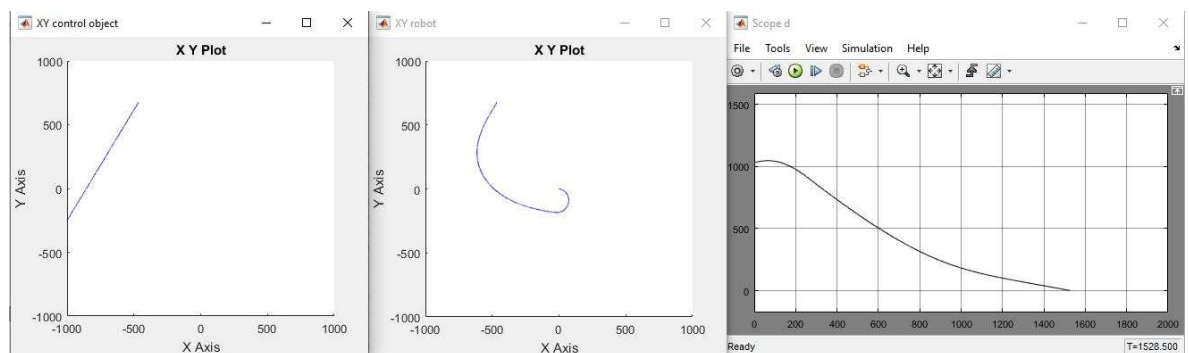 XY control object
X Y Plot
1000
500
0
-500
-1000
-1000 -500 0 500 1000
Y Axis
X Axis
XY robot
X Y Plot
1000
500
0
-500
-1000
-1000 -500 0 500 1000
Y Axis
X Axis
Scope d
File Tools View Simulation Help
1500
1000
500
0
0 200 400 600 800 1000 1200 1400 1600 1800 2000
Ready T=1528.500